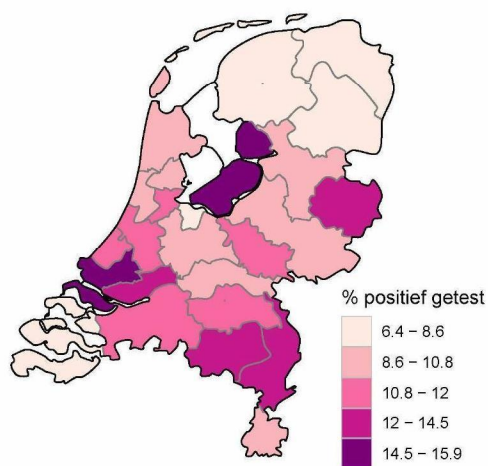 % positief getest
6.4 – 8.6
8.6 – 10.8
10.8 – 12
12 – 14.5
14.5 – 15.9